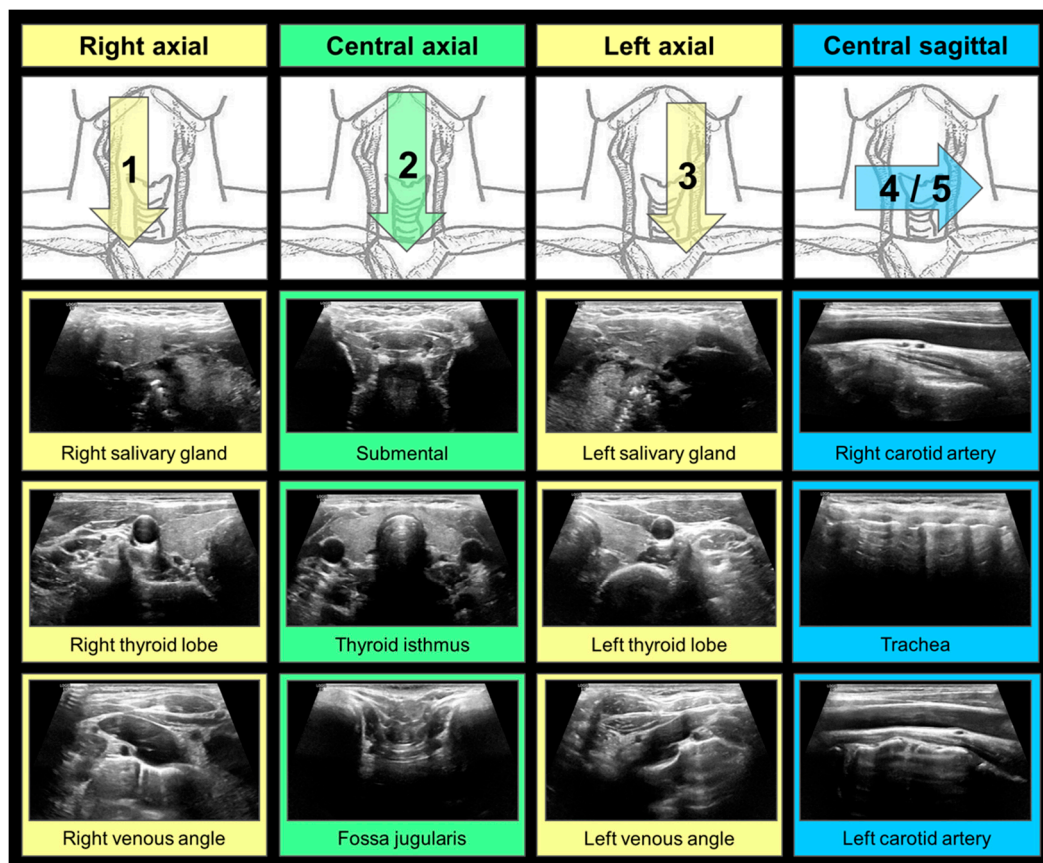 Right axial
Central axial
Left axial
Central sagittal
1
2
3
4 / 5
Right salivary gland
Submental
Left salivary gland
Right carotid artery
Right thyroid lobe
Thyroid isthmus
Left thyroid lobe
Trachea
Right venous angle
Fossa jugularis
Left venous angle
Left carotid artery